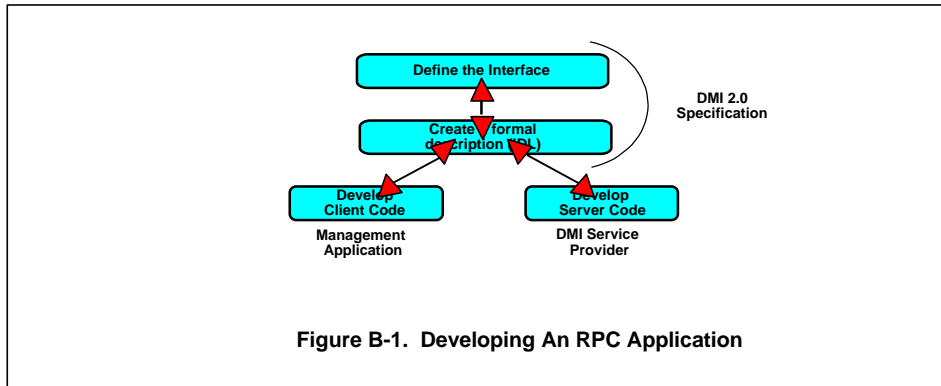 Define the Interface
DMI 2.0
Specification
Create formal
description (IDL)
Develop
Client Code
Develop
Server Code
Management
Application
DMI Service
Provider
Figure B-1. Developing An RPC Application